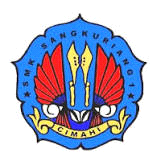 ★ SMK SANGKURIANG 1 ★
CIMAHI